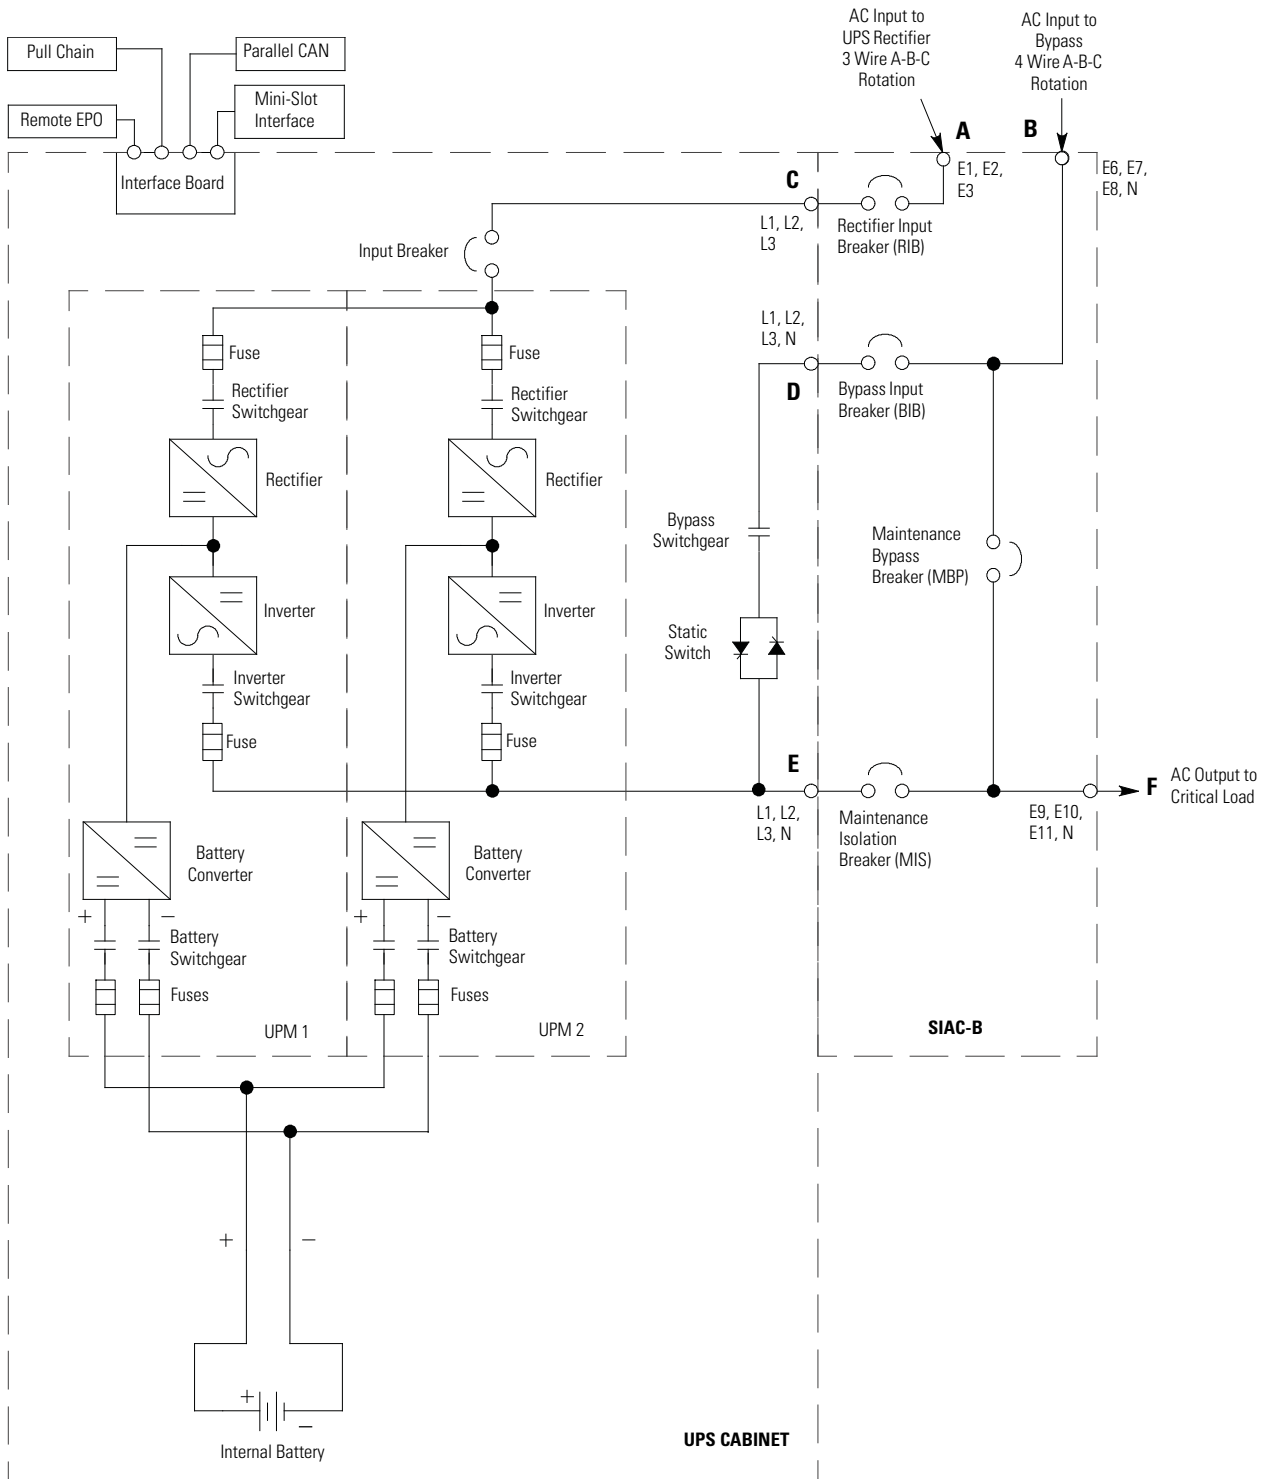 AC Input to
UPS Rectifier
3 Wire A-B-C
Rotation
AC Input to
Bypass
4 Wire A-B-C
Rotation
Pull Chain
Parallel CAN
Remote EPO
Mini-Slot
Interface
Interface Board
A
B
E1, E2,
E3
E6, E7,
E8, N
C
L1, L2,
L3
Rectifier Input
Breaker (RIB)
Input Breaker
L1, L2,
L3, N
D
Bypass Input
Breaker (BIB)
Fuse
Fuse
Rectifier
Switchgear
Rectifier
Switchgear
Rectifier
Rectifier
Bypass
Switchgear
Maintenance
Bypass
Breaker (MBP)
Inverter
Inverter
Static
Switch
Inverter
Switchgear
Inverter
Switchgear
Fuse
Fuse
E
F
AC Output to
Critical Load
L1, L2,
L3, N
Maintenance
Isolation
Breaker (MIS)
E9, E10,
E11, N
Battery
Converter
Battery
Converter
+
−
+
−
Battery
Switchgear
Battery
Switchgear
Fuses
Fuses
UPM 1
UPM 2
SIAC-B
+
−
+
−
Internal Battery
UPS CABINET